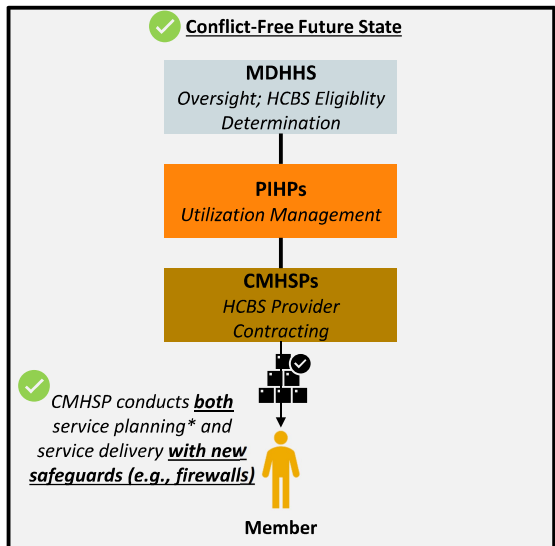 Conflict-Free Future State
MDHHS
Oversight; HCBS Eligiblity
Determination
PIHPs
Utilization Management
CMHSPs
HCBS Provider
Contracting
CMHSP conducts both
service planning* and
service delivery with new
safeguards (e.g., firewalls)
Member